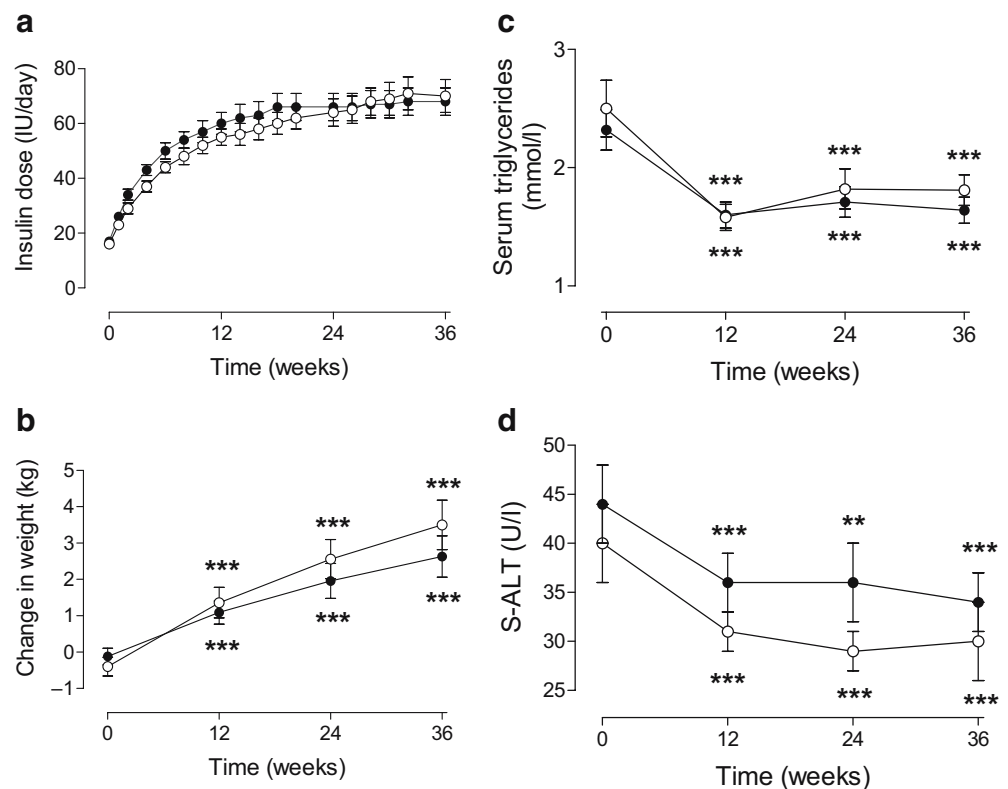 a
Insulin dose (IU/day)
80
60
40
20
0
0 12 24 36
Time (weeks)
b
Change in weight (kg)
5
4
3
2
1
0
–1
***
***
***
***
***
***
0 12 24 36
Time (weeks)
c
Serum triglycerides
(mmol/l)
3
2
1
***
***
***
***
***
***
0 12 24 36
Time (weeks)
d
S-ALT (U/l)
50
45
40
35
30
25
***
**
***
***
***
***
0 12 24 36
Time (weeks)